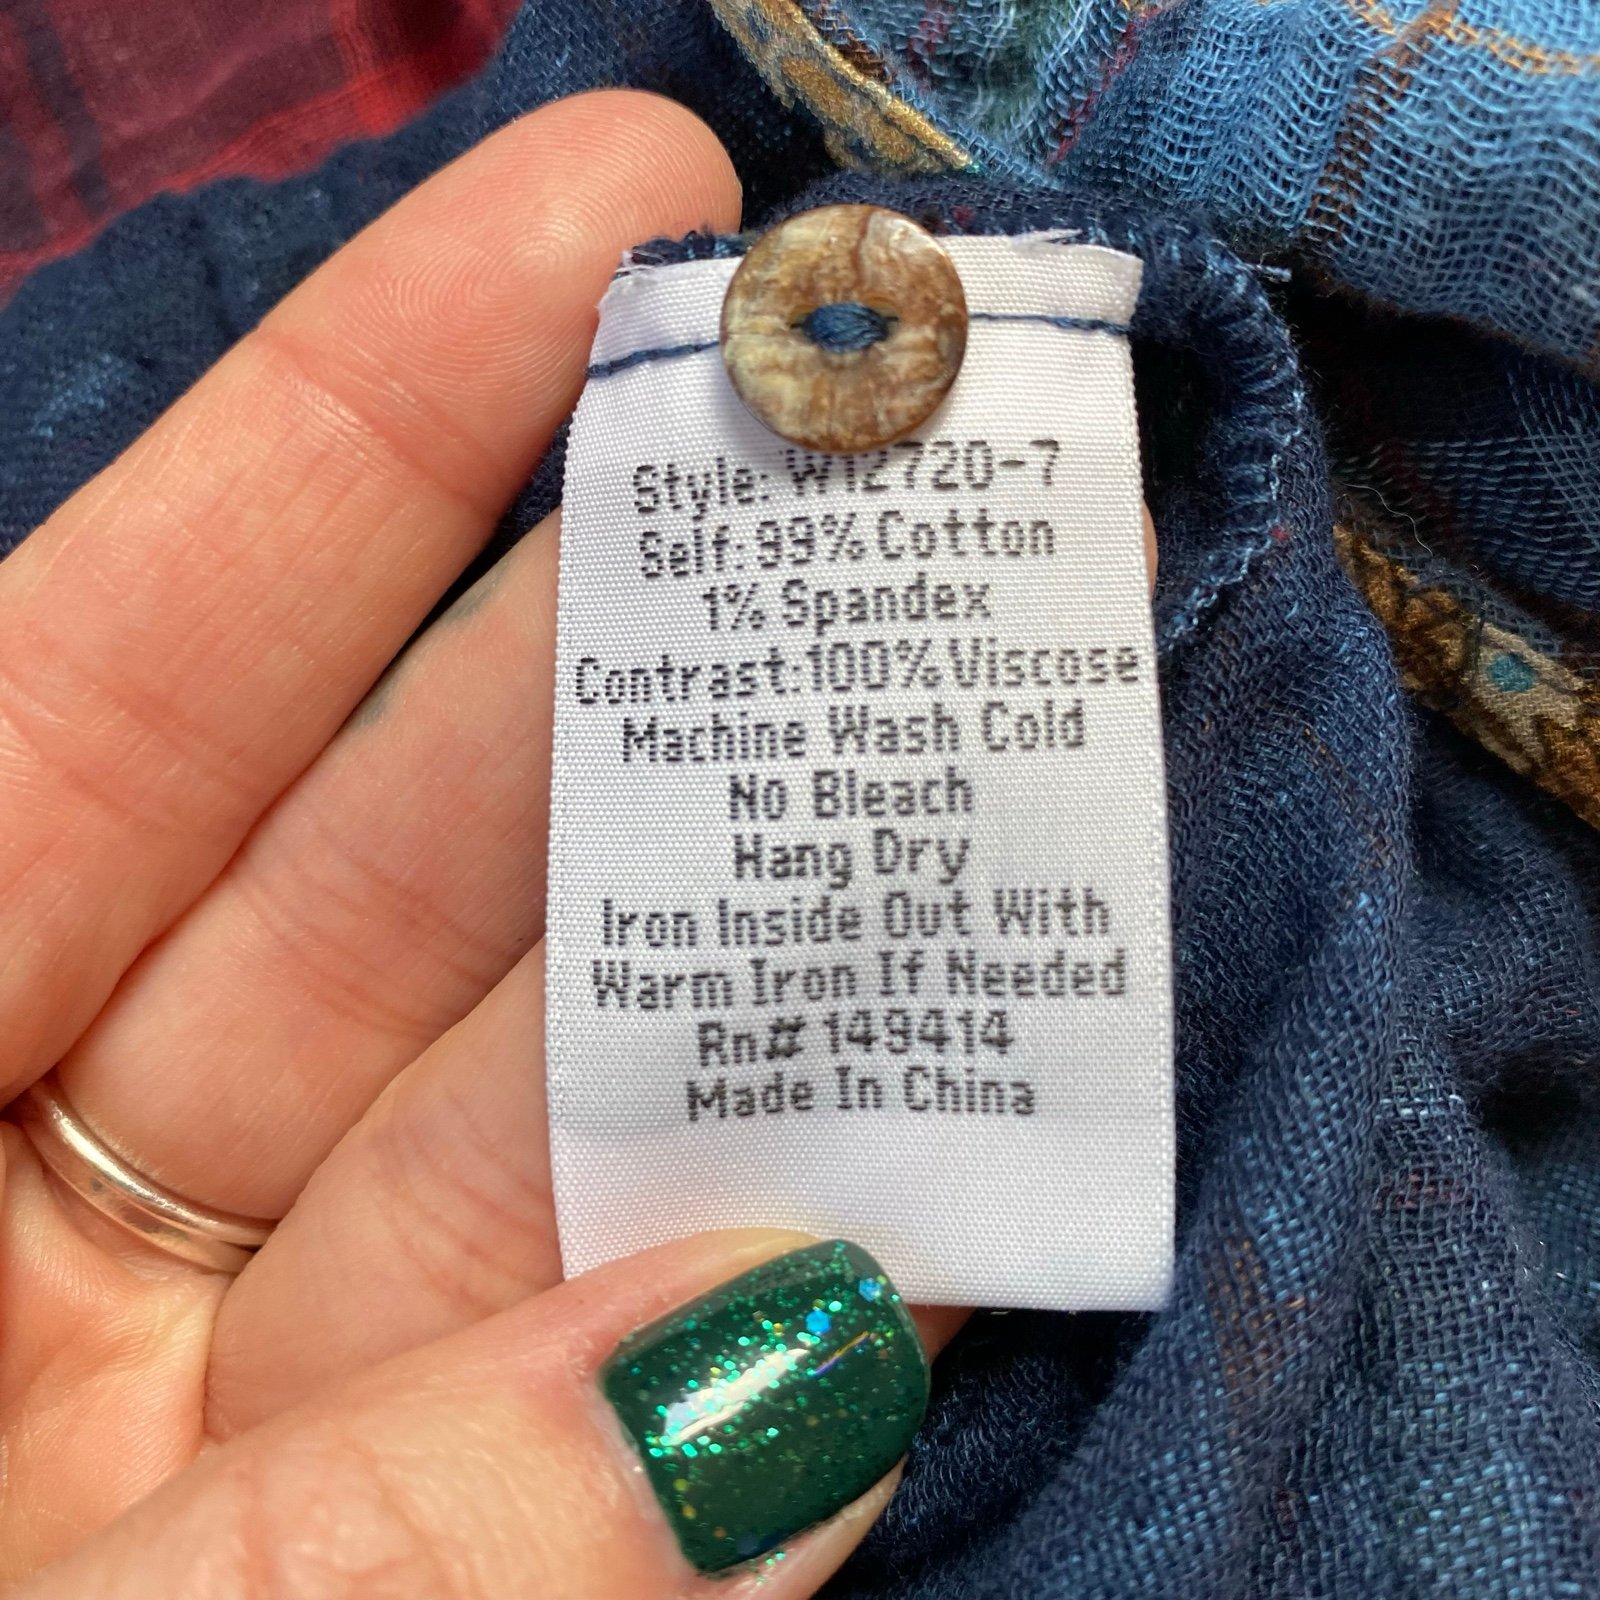 Style: W12720-7
Self: 99% Cotton
1% Spandex
Contrast: 100% Viscose
Machine Wash Cold
No Bleach
Hang Dry
Iron Inside Out With
Warm Iron If Needed
Rn# 149414
Made In China